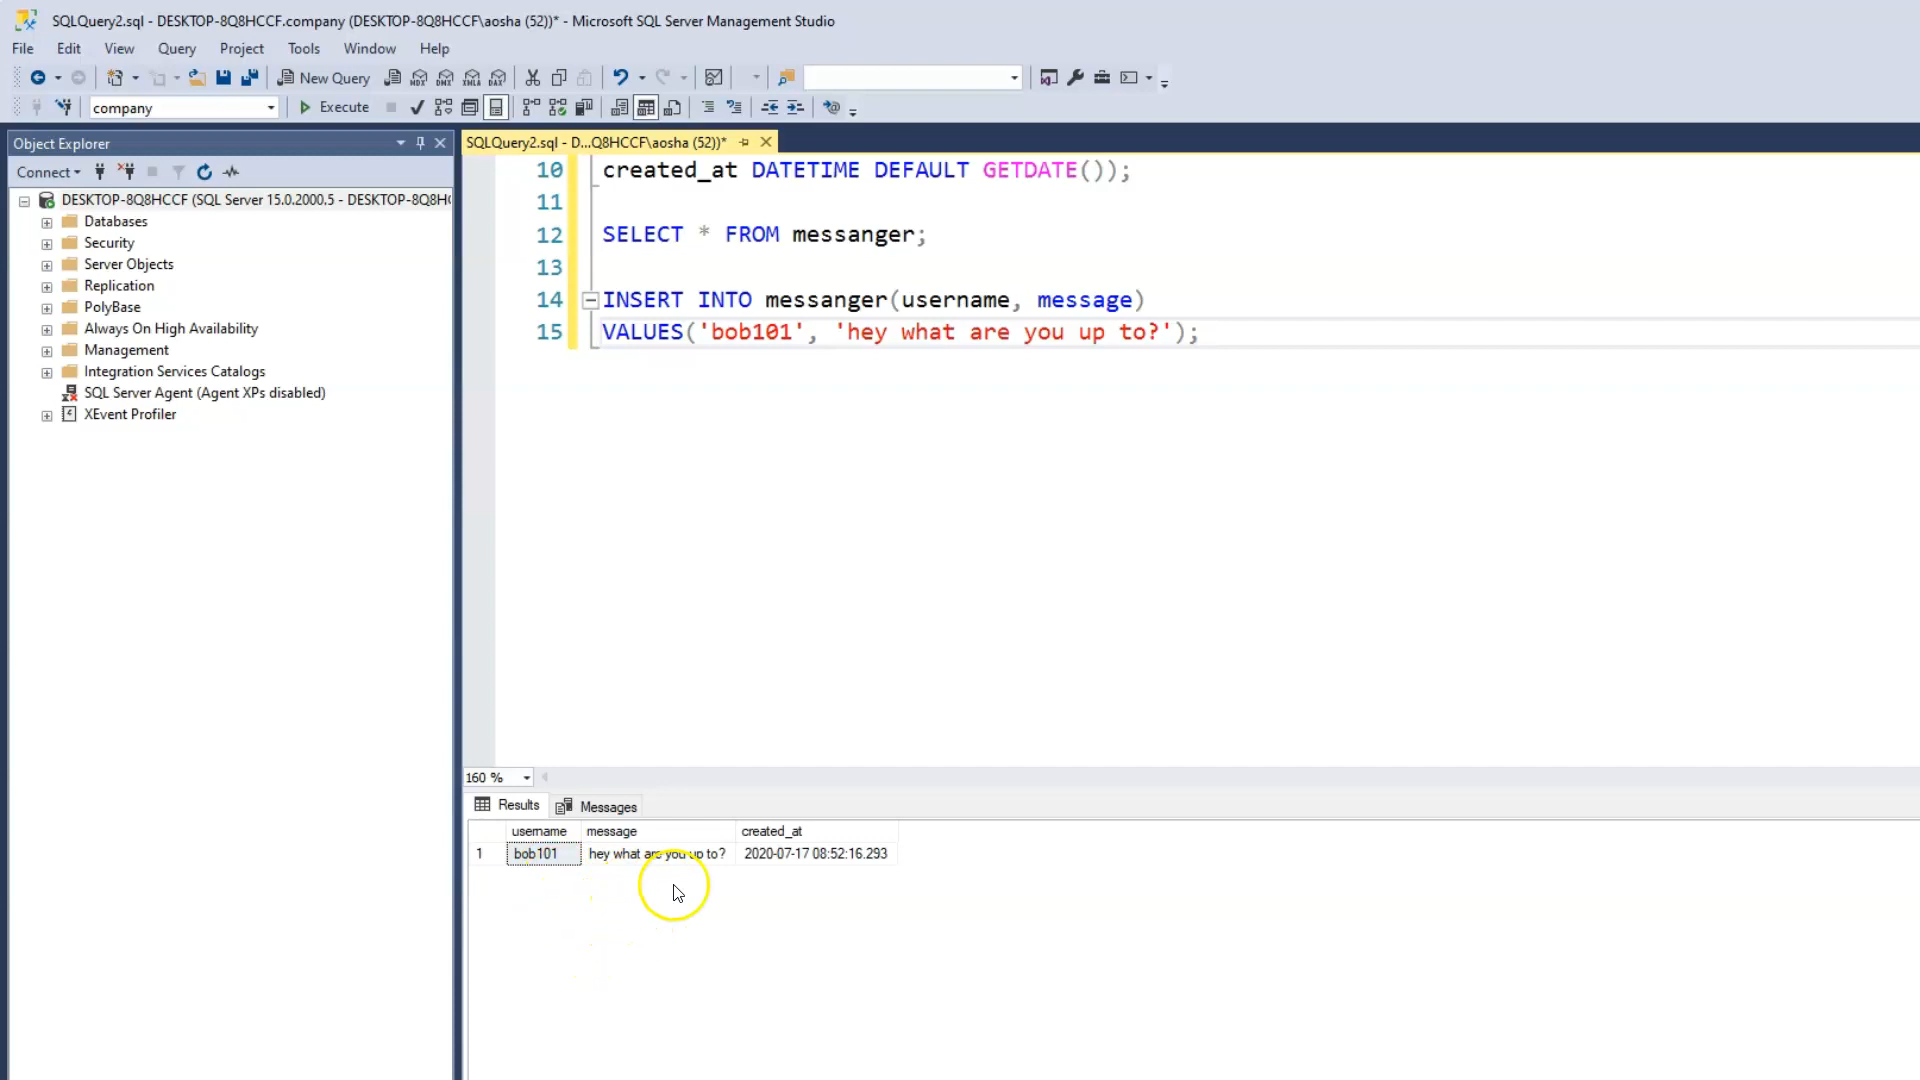 SQLQuery2.sql - DESKTOP-8Q8HCCF.company (DESKTOP-8Q8HCCF\aosha (52))* - Microsoft SQL Server Management Studio
File Edit View Query Project Tools Window Help
New Query MDX DMX XMLA DAX
company Execute
Object Explorer
SQLQuery2.sql - D...Q8HCCF\aosha (52))*
Connect
DESKTOP-8Q8HCCF (SQL Server 15.0.2000.5 - DESKTOP-8Q8H
Databases
Security
Server Objects
Replication
PolyBase
Always On High Availability
Management
Integration Services Catalogs
SQL Server Agent (Agent XPs disabled)
XEvent Profiler
10 created_at DATETIME DEFAULT GETDATE());
11
12 SELECT * FROM messanger;
13
14 INSERT INTO messanger(username, message)
15 VALUES('bob101', 'hey what are you up to?');
160 %
Results Messages
username message created_at
1 bob101 hey what are you up to? 2020-07-17 08:52:16.293